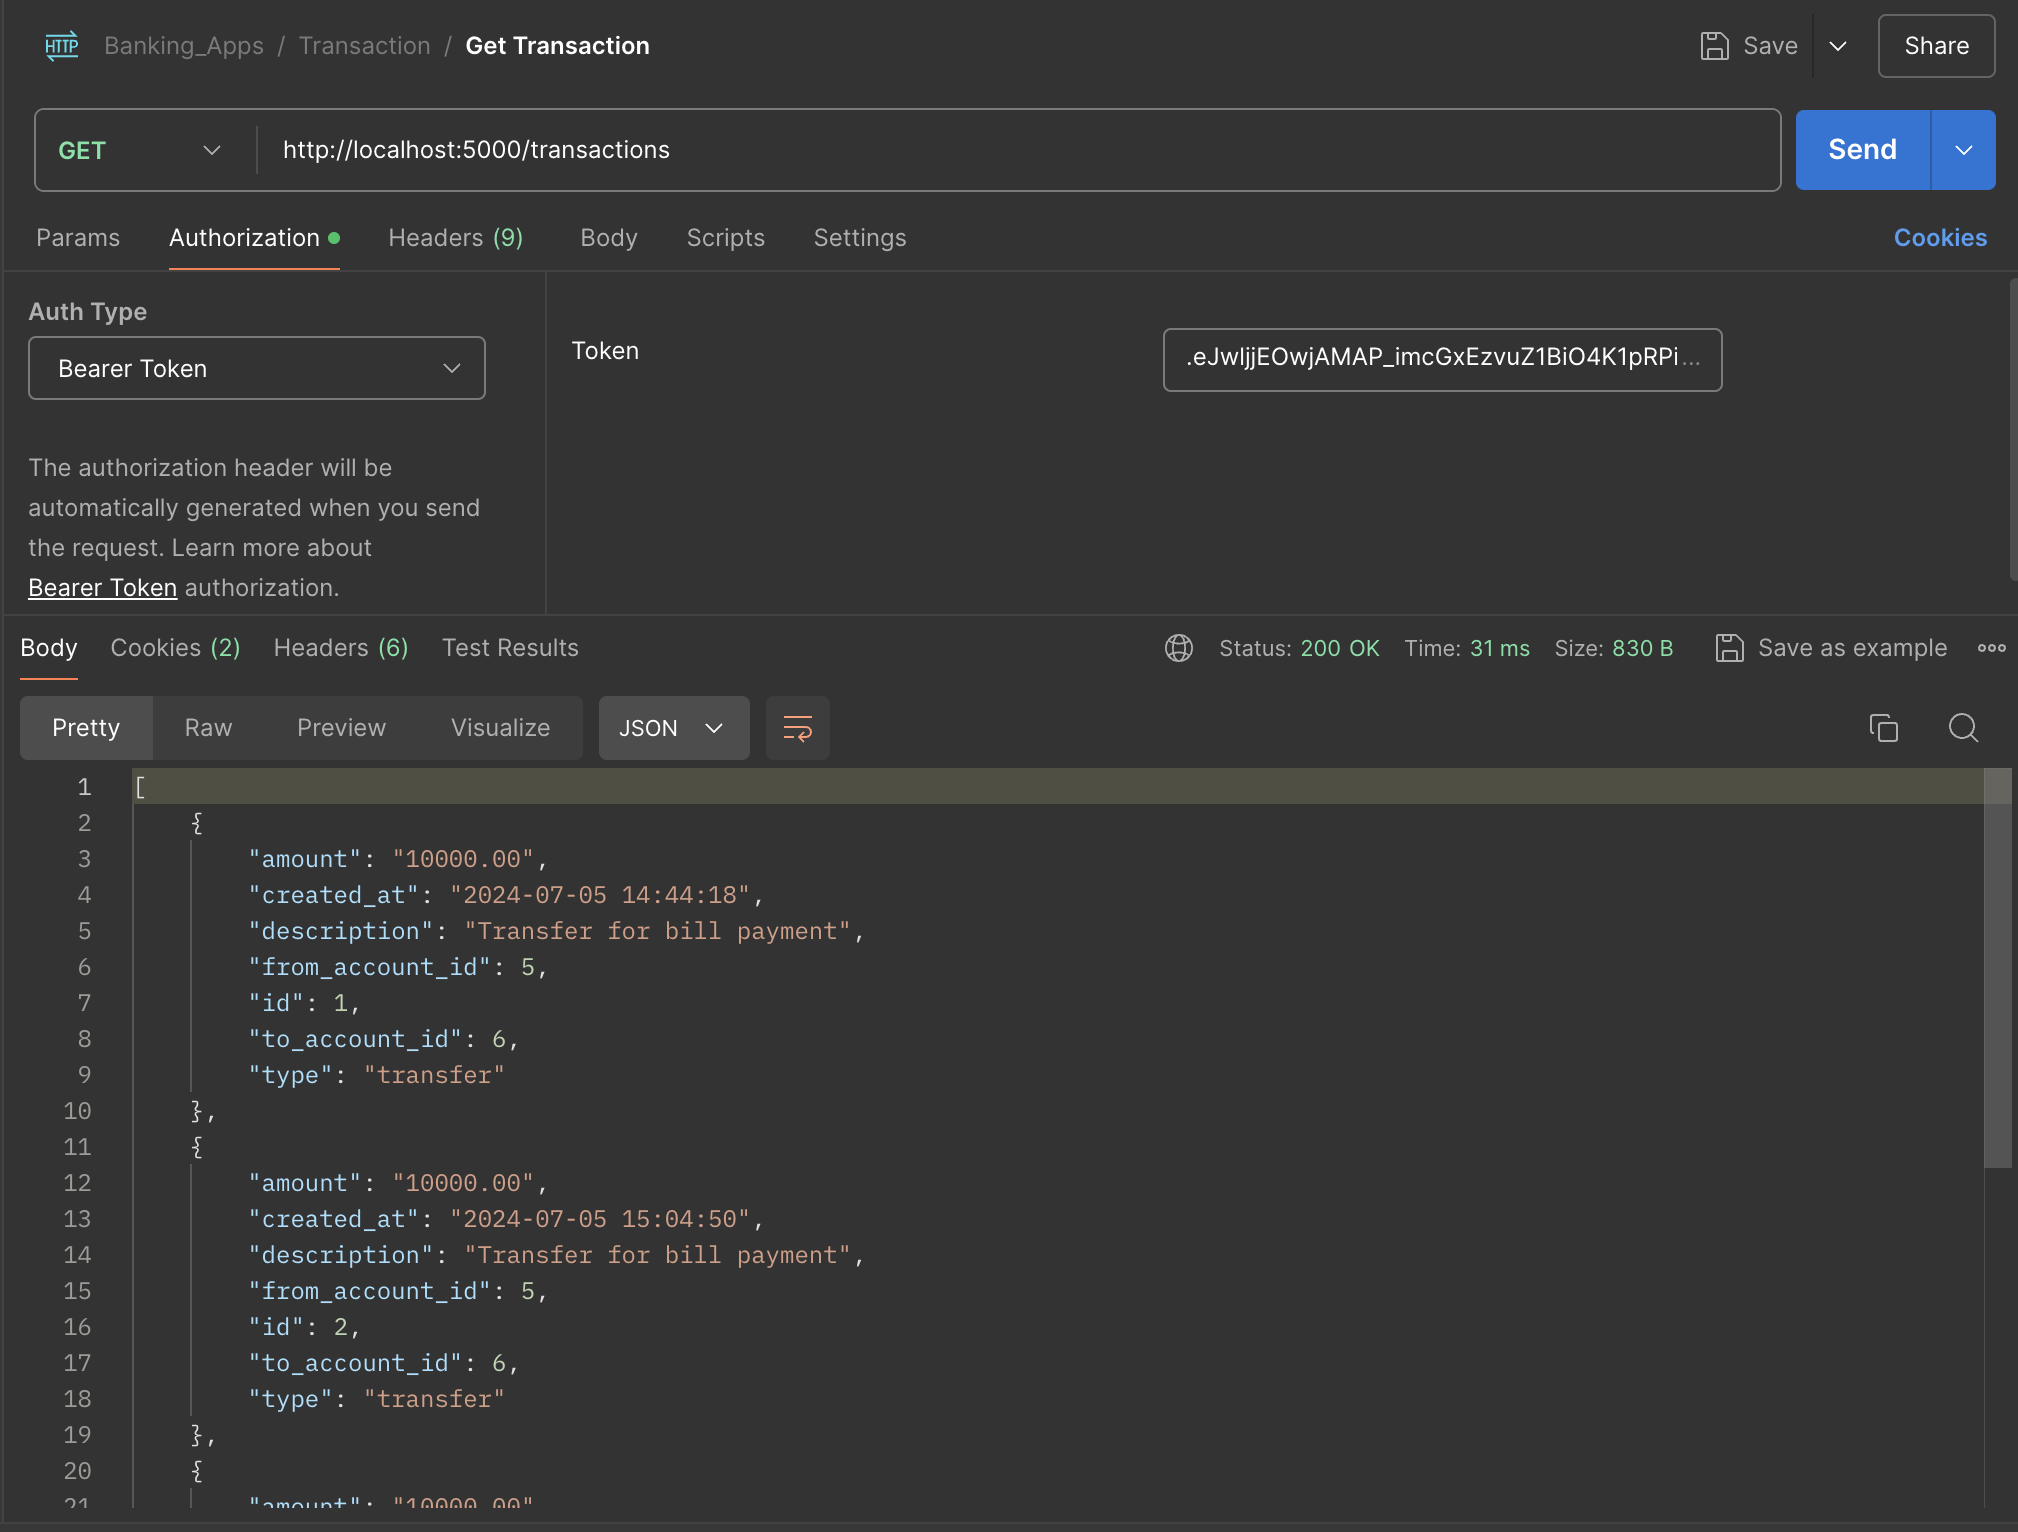 HTTP Banking_Apps / Transaction / Get Transaction Save Share
GET http://localhost:5000/transactions Send
Params Authorization Headers (9) Body Scripts Settings Cookies
Auth Type
Bearer Token
Token
.eJwljjEOwjAMAP_imcGxEzvuZ1BiO4K1pRPi...
The authorization header will be
automatically generated when you send
the request. Learn more about
Bearer Token authorization.
Body Cookies (2) Headers (6) Test Results Status: 200 OK Time: 31 ms Size: 830 B Save as example
Pretty Raw Preview Visualize JSON
1 [
2 {
3 "amount": "10000.00",
4 "created_at": "2024-07-05 14:44:18",
5 "description": "Transfer for bill payment",
6 "from_account_id": 5,
7 "id": 1,
8 "to_account_id": 6,
9 "type": "transfer"
10 },
11 {
12 "amount": "10000.00",
13 "created_at": "2024-07-05 15:04:50",
14 "description": "Transfer for bill payment",
15 "from_account_id": 5,
16 "id": 2,
17 "to_account_id": 6,
18 "type": "transfer"
19 },
20 {
21 "amount": "10000.00"